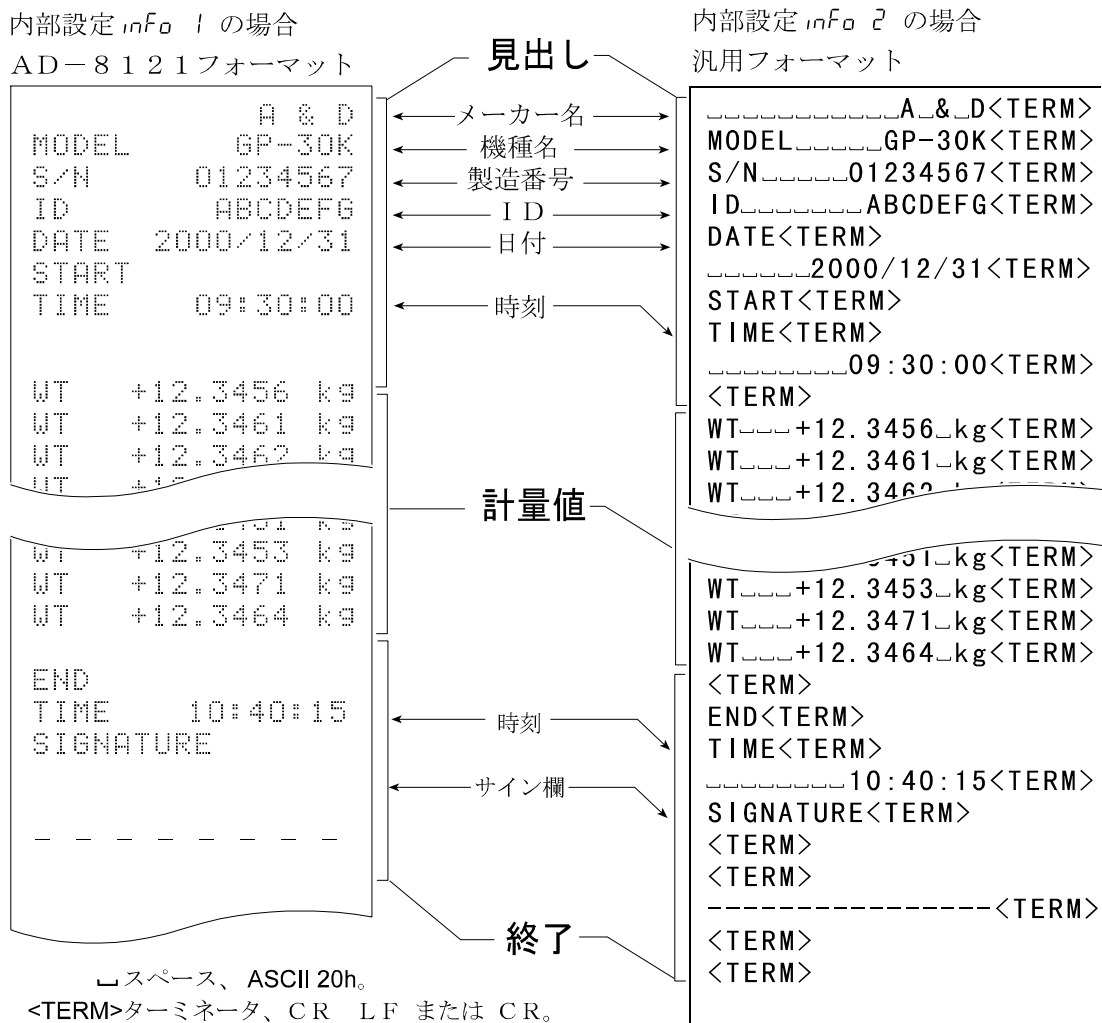 内部設定 info 1 の場合
AD-8121フォーマット
A & D
MODEL GP-30K
S/N 01234567
ID ABCDEFG
DATE 2000/12/31
START
TIME 09:30:00
WT +12.3456 kg
WT +12.3461 kg
WT +12.3462 kg
WT
WT +12.3453 kg
WT +12.3471 kg
WT +12.3464 kg
END
TIME 10:40:15
SIGNATURE
_ _ _ _ _ _ _ _
見出し
メーカー名
機種名
製造番号
ID
日付
時刻
計量値
時刻
サイン欄
終了
内部設定 info 2 の場合
汎用フォーマット
␣␣␣␣␣␣␣␣␣␣␣A␣&␣D<TERM>
MODEL␣␣␣␣␣GP-30K<TERM>
S/N␣␣␣␣␣01234567<TERM>
ID␣␣␣␣␣␣␣ABCDEFG<TERM>
DATE<TERM>
␣␣␣␣␣␣2000/12/31<TERM>
START<TERM>
TIME<TERM>
␣␣␣␣␣␣␣␣09:30:00<TERM>
<TERM>
WT␣␣␣+12.3456␣kg<TERM>
WT␣␣␣+12.3461␣kg<TERM>
WT␣␣␣+12.3462
kg<TERM>
WT␣␣␣+12.3453␣kg<TERM>
WT␣␣␣+12.3471␣kg<TERM>
WT␣␣␣+12.3464␣kg<TERM>
<TERM>
END<TERM>
TIME<TERM>
␣␣␣␣␣␣␣␣10:40:15<TERM>
SIGNATURE<TERM>
<TERM>
<TERM>
----------------<TERM>
<TERM>
<TERM>
␣スペース、ASCII 20h。
<TERM>ターミネータ、CR LF または CR。